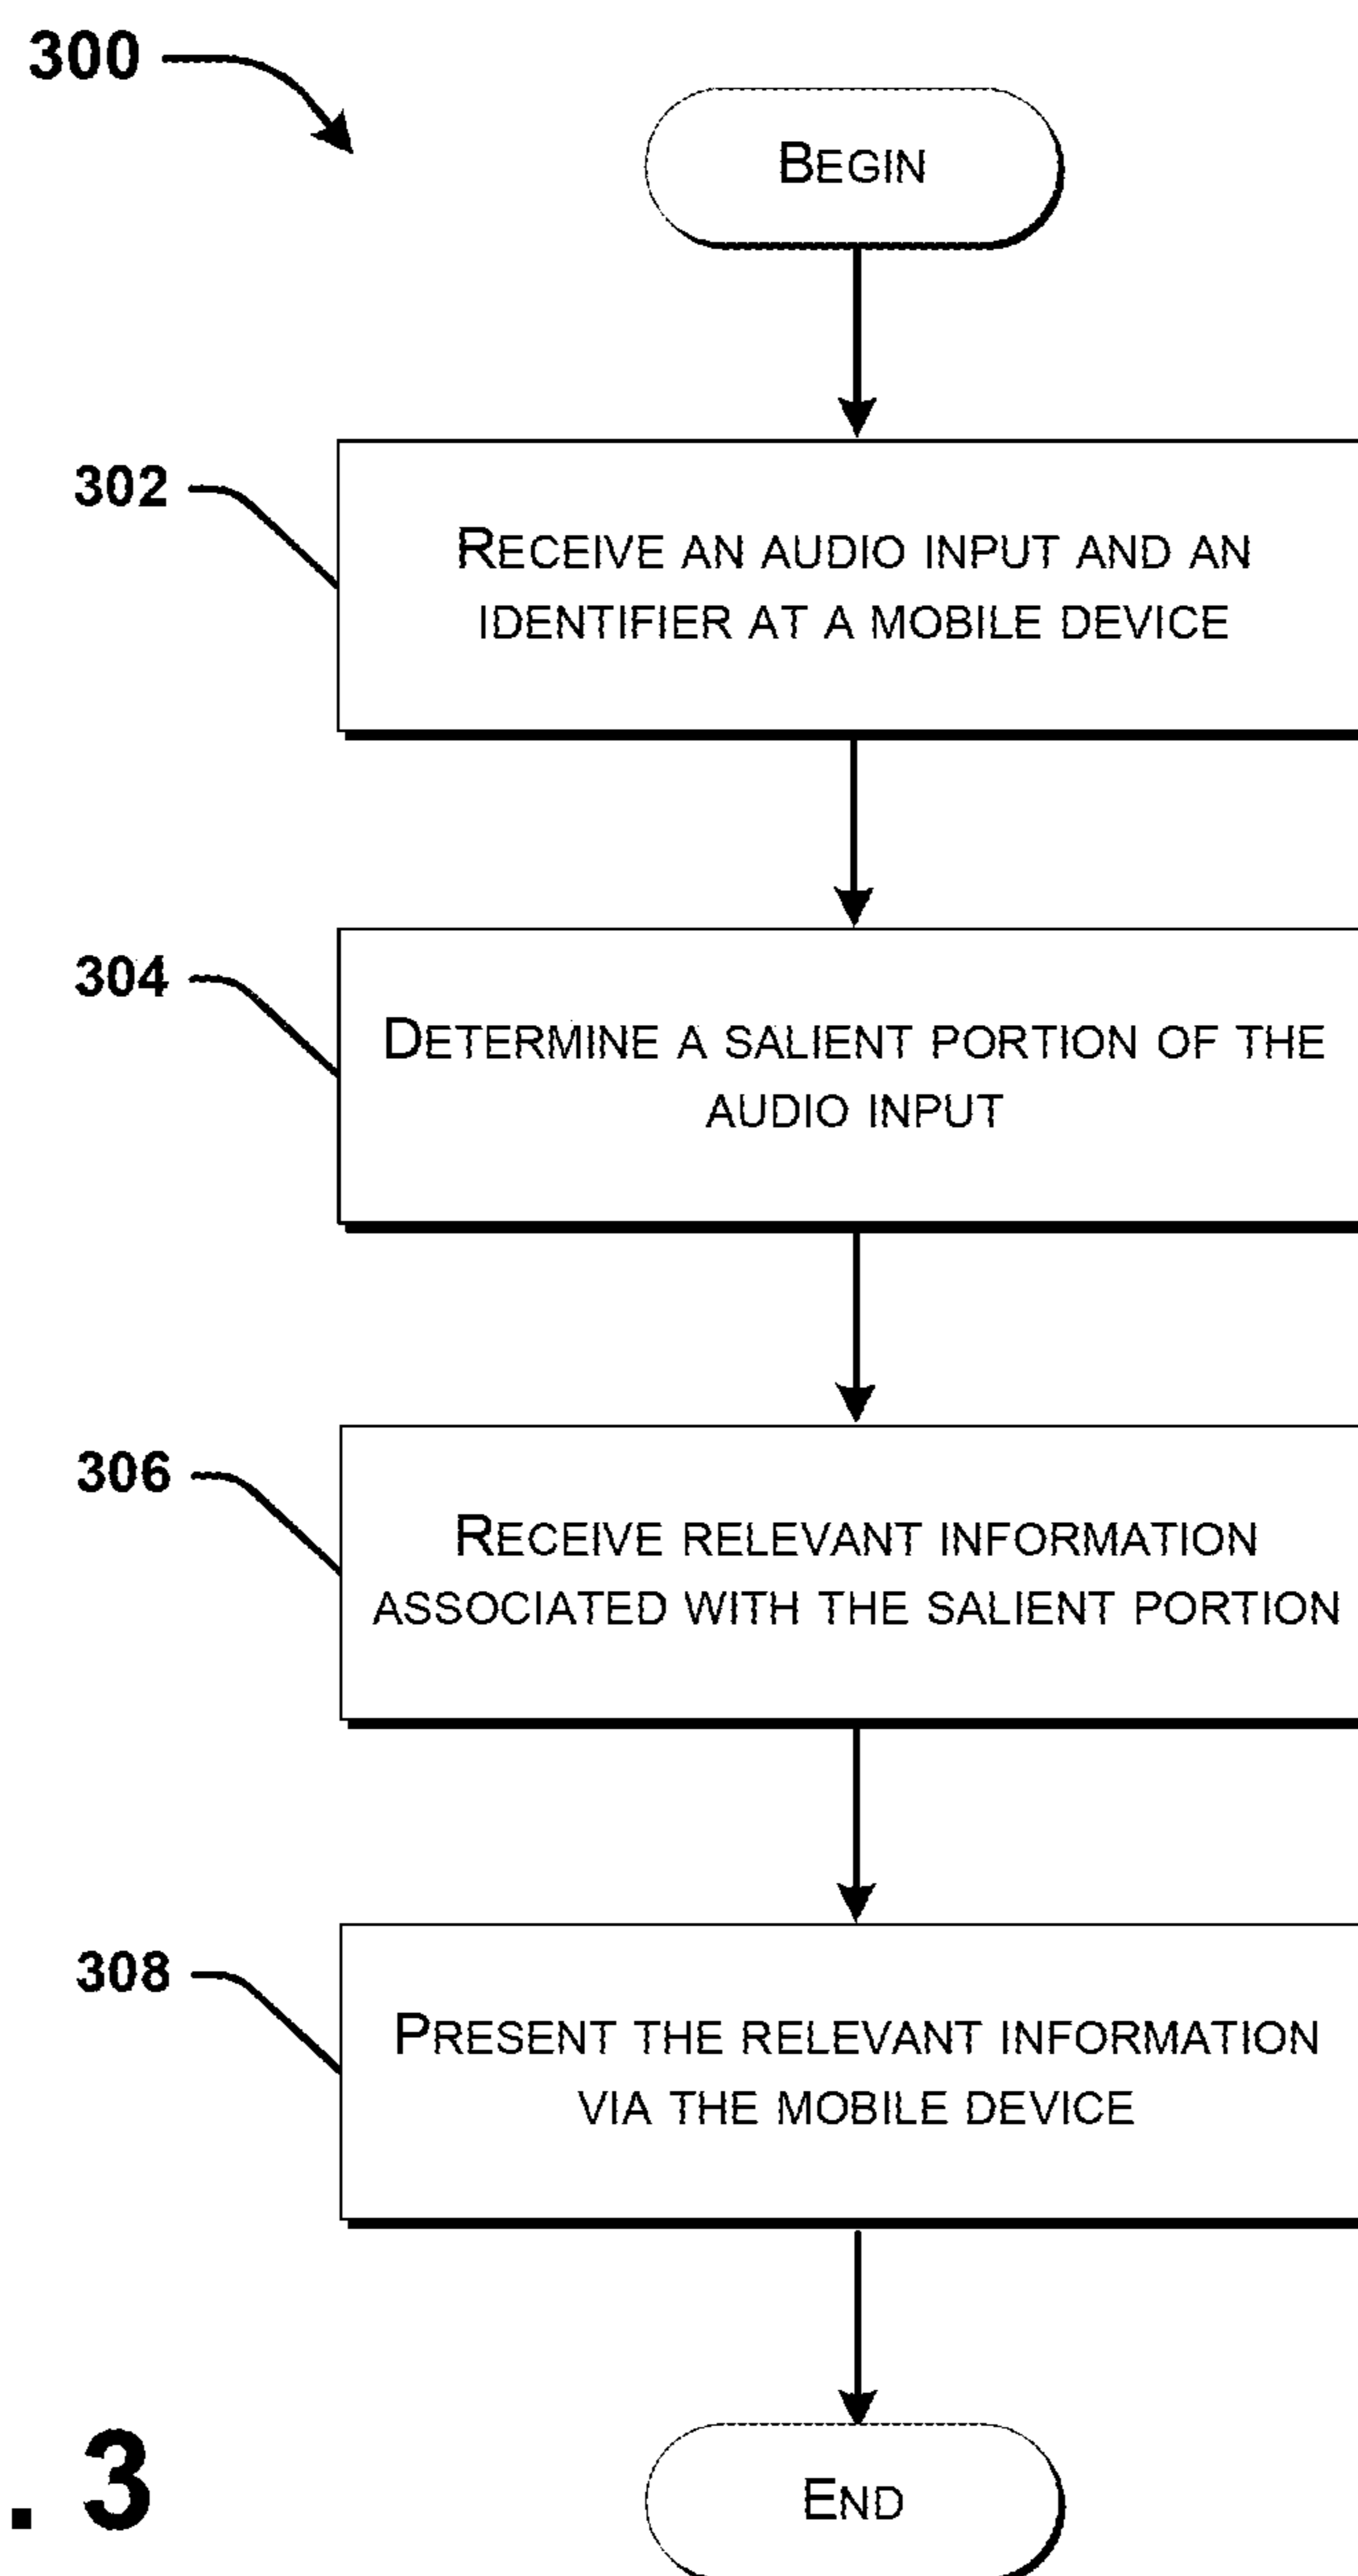 300
BEGIN
302
RECEIVE AN AUDIO INPUT AND AN
IDENTIFIER AT A MOBILE DEVICE
304
DETERMINE A SALIENT PORTION OF THE
AUDIO INPUT
306
RECEIVE RELEVANT INFORMATION
ASSOCIATED WITH THE SALIENT PORTION
308
PRESENT THE RELEVANT INFORMATION
VIA THE MOBILE DEVICE
END
. 3